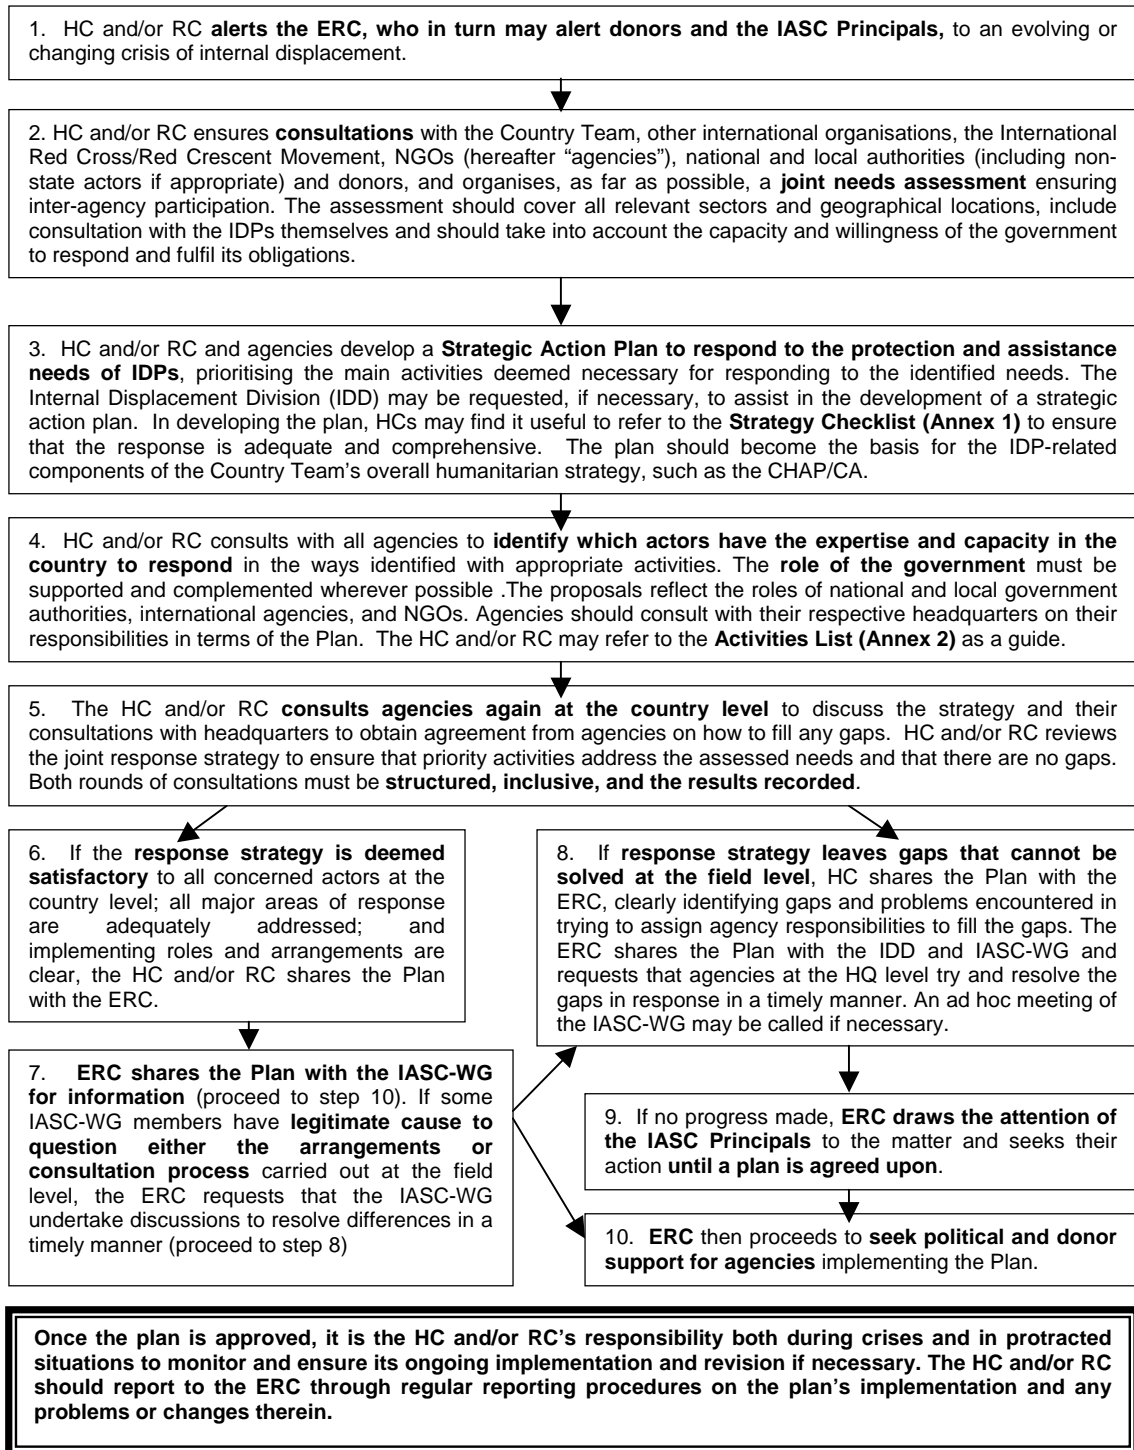 1. HC and/or RC alerts the ERC, who in turn may alert donors and the IASC Principals, to an evolving or
changing crisis of internal displacement.
2. HC and/or RC ensures consultations with the Country Team, other international organisations, the International
Red Cross/Red Crescent Movement, NGOs (hereafter “agencies”), national and local authorities (including non-
state actors if appropriate) and donors, and organises, as far as possible, a joint needs assessment ensuring
inter-agency participation. The assessment should cover all relevant sectors and geographical locations, include
consultation with the IDPs themselves and should take into account the capacity and willingness of the government
to respond and fulfil its obligations.
3. HC and/or RC and agencies develop a Strategic Action Plan to respond to the protection and assistance
needs of IDPs, prioritising the main activities deemed necessary for responding to the identified needs. The
Internal Displacement Division (IDD) may be requested, if necessary, to assist in the development of a strategic
action plan. In developing the plan, HCs may find it useful to refer to the Strategy Checklist (Annex 1) to ensure
that the response is adequate and comprehensive. The plan should become the basis for the IDP-related
components of the Country Team’s overall humanitarian strategy, such as the CHAP/CA.
4. HC and/or RC consults with all agencies to identify which actors have the expertise and capacity in the
country to respond in the ways identified with appropriate activities. The role of the government must be
supported and complemented wherever possible .The proposals reflect the roles of national and local government
authorities, international agencies, and NGOs. Agencies should consult with their respective headquarters on their
responsibilities in terms of the Plan. The HC and/or RC may refer to the Activities List (Annex 2) as a guide.
5. The HC and/or RC consults agencies again at the country level to discuss the strategy and their
consultations with headquarters to obtain agreement from agencies on how to fill any gaps. HC and/or RC reviews
the joint response strategy to ensure that priority activities address the assessed needs and that there are no gaps.
Both rounds of consultations must be structured, inclusive, and the results recorded.
6. If the response strategy is deemed
satisfactory to all concerned actors at the
country level; all major areas of response
are adequately addressed; and
implementing roles and arrangements are
clear, the HC and/or RC shares the Plan
with the ERC.
7. ERC shares the Plan with the IASC-WG
for information (proceed to step 10). If some
IASC-WG members have legitimate cause to
question either the arrangements or
consultation process carried out at the field
level, the ERC requests that the IASC-WG
undertake discussions to resolve differences in a
timely manner (proceed to step 8)
8. If response strategy leaves gaps that cannot be
solved at the field level, HC shares the Plan with the
ERC, clearly identifying gaps and problems encountered in
trying to assign agency responsibilities to fill the gaps. The
ERC shares the Plan with the IDD and IASC-WG and
requests that agencies at the HQ level try and resolve the
gaps in response in a timely manner. An ad hoc meeting of
the IASC-WG may be called if necessary.
9. If no progress made, ERC draws the attention of
the IASC Principals to the matter and seeks their
action until a plan is agreed upon.
10. ERC then proceeds to seek political and donor
support for agencies implementing the Plan.
Once the plan is approved, it is the HC and/or RC’s responsibility both during crises and in protracted
situations to monitor and ensure its ongoing implementation and revision if necessary. The HC and/or RC
should report to the ERC through regular reporting procedures on the plan’s implementation and any
problems or changes therein.